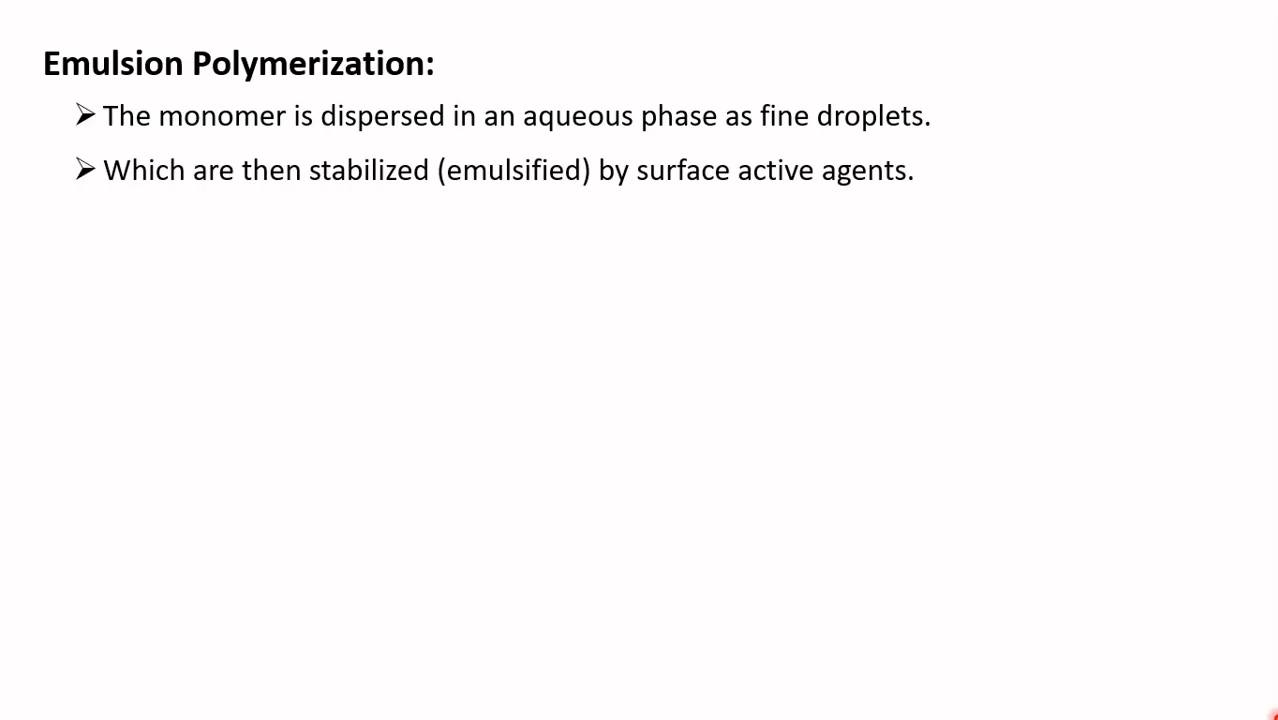 Emulsion Polymerization:
➢ The monomer is dispersed in an aqueous phase as fine droplets.
➢ Which are then stabilized (emulsified) by surface active agents.